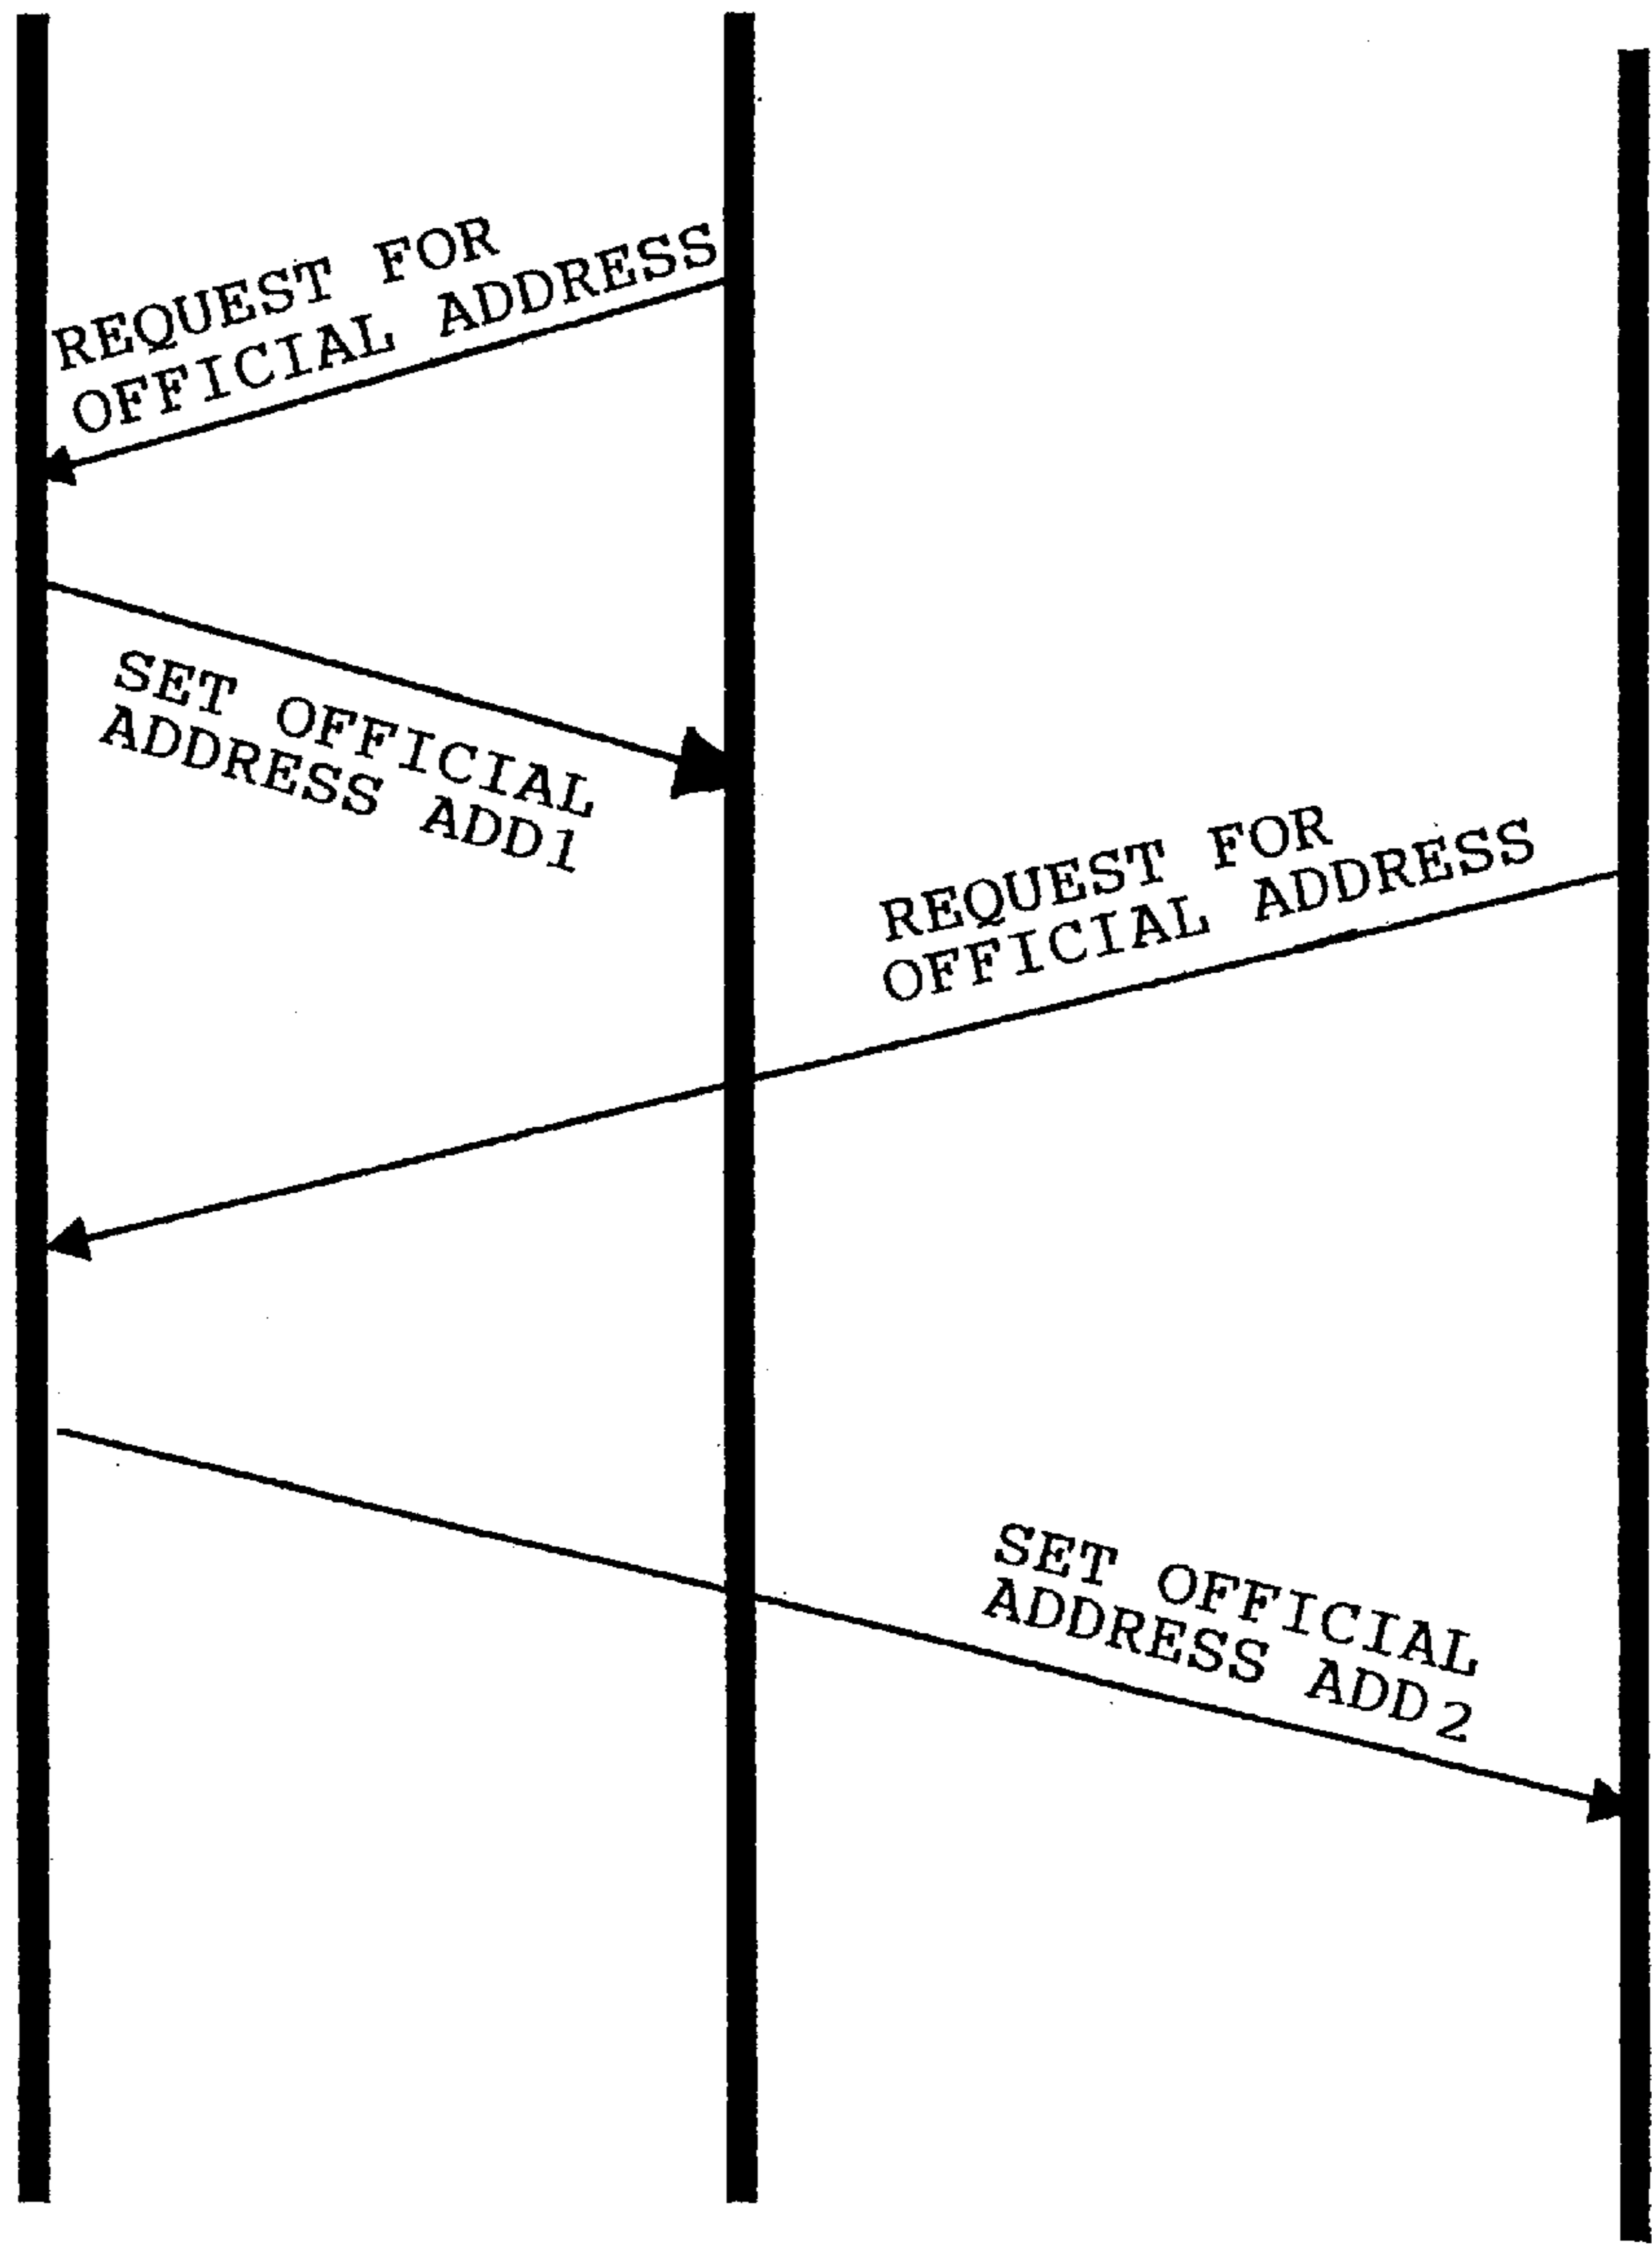 REQUEST FOR
OFFICIAL ADDRESS
SET OFFICIAL
ADDRESS ADD1
REQUEST FOR
OFFICIAL ADDRESS
SET OFFICIAL
ADDRESS ADD2